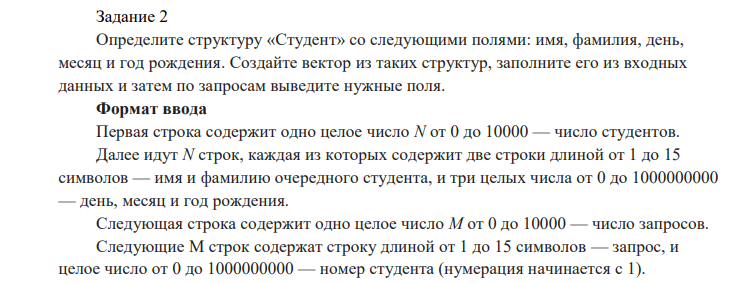 Задание 2
Определите структуру «Студент» со следующими полями: имя, фамилия, день,
месяц и год рождения. Создайте вектор из таких структур, заполните его из входных
данных и затем по запросам выведите нужные поля.
Формат ввода
Первая строка содержит одно целое число N от 0 до 10000 — число студентов.
Далее идут N строк, каждая из которых содержит две строки длиной от 1 до 15
символов — имя и фамилию очередного студента, и три целых числа от 0 до 1000000000
— день, месяц и год рождения.
Следующая строка содержит одно целое число M от 0 до 10000 — число запросов.
Следующие M строк содержат строку длиной от 1 до 15 символов — запрос, и
целое число от 0 до 1000000000 — номер студента (нумерация начинается с 1).